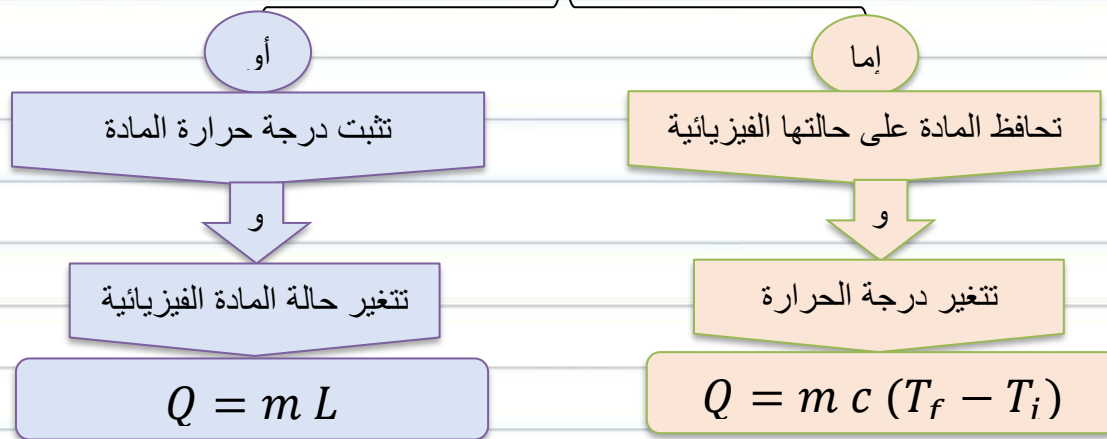 إما
تحافظ المادة على حالتها الفيزيائية
و
تتغير درجة الحرارة
Q = m c (T_f − T_i)
أو
تثبت درجة حرارة المادة
و
تتغير حالة المادة الفيزيائية
Q = m L